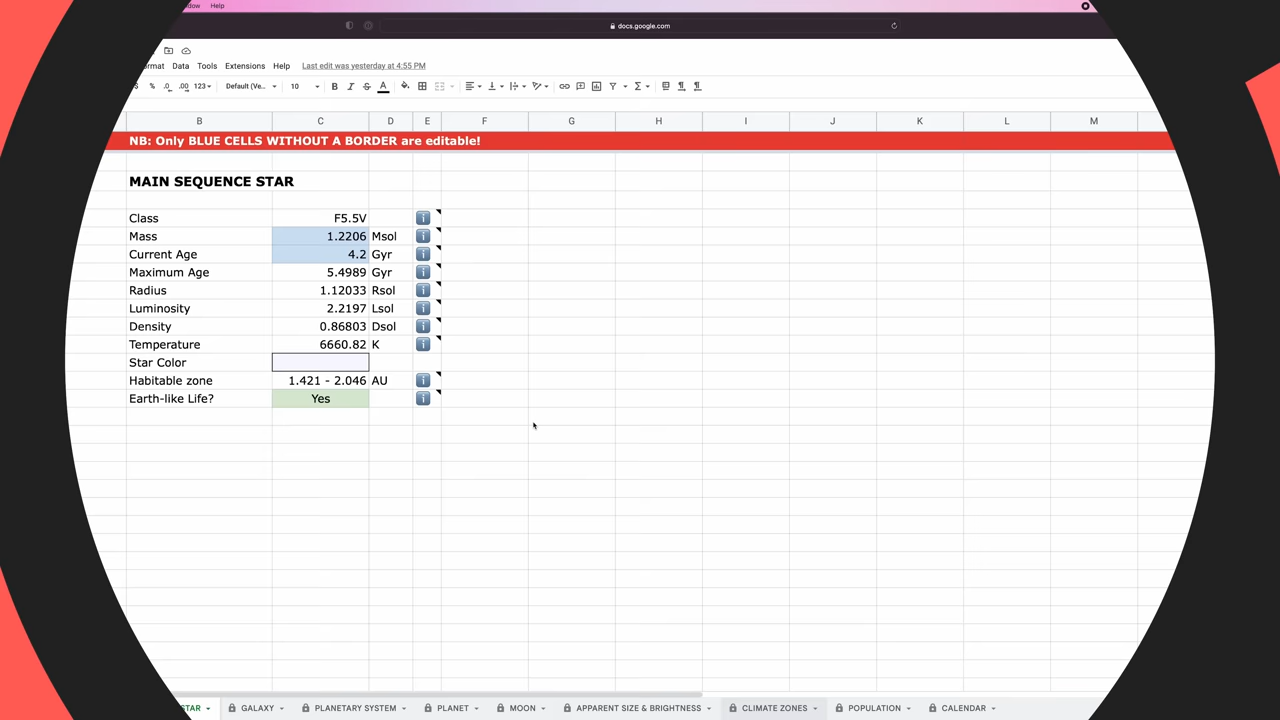 Help
docs.google.com
Data Tools Extensions Help Last edit was yesterday at 4:55 PM
% .0 .00 123 Default (Ve... 10 B I S A
B C D E F G H I J K L M
NB: Only BLUE CELLS WITHOUT A BORDER are editable!
MAIN SEQUENCE STAR
Class F5.5V
Mass 1.2206 Msol
Current Age 4.2 Gyr
Maximum Age 5.4989 Gyr
Radius 1.12033 Rsol
Luminosity 2.2197 Lsol
Density 0.86803 Dsol
Temperature 6660.82 K
Star Color
Habitable zone 1.421 - 2.046 AU
Earth-like Life? Yes
STAR GALAXY PLANETARY SYSTEM PLANET MOON APPARENT SIZE & BRIGHTNESS CLIMATE ZONES POPULATION CALENDAR